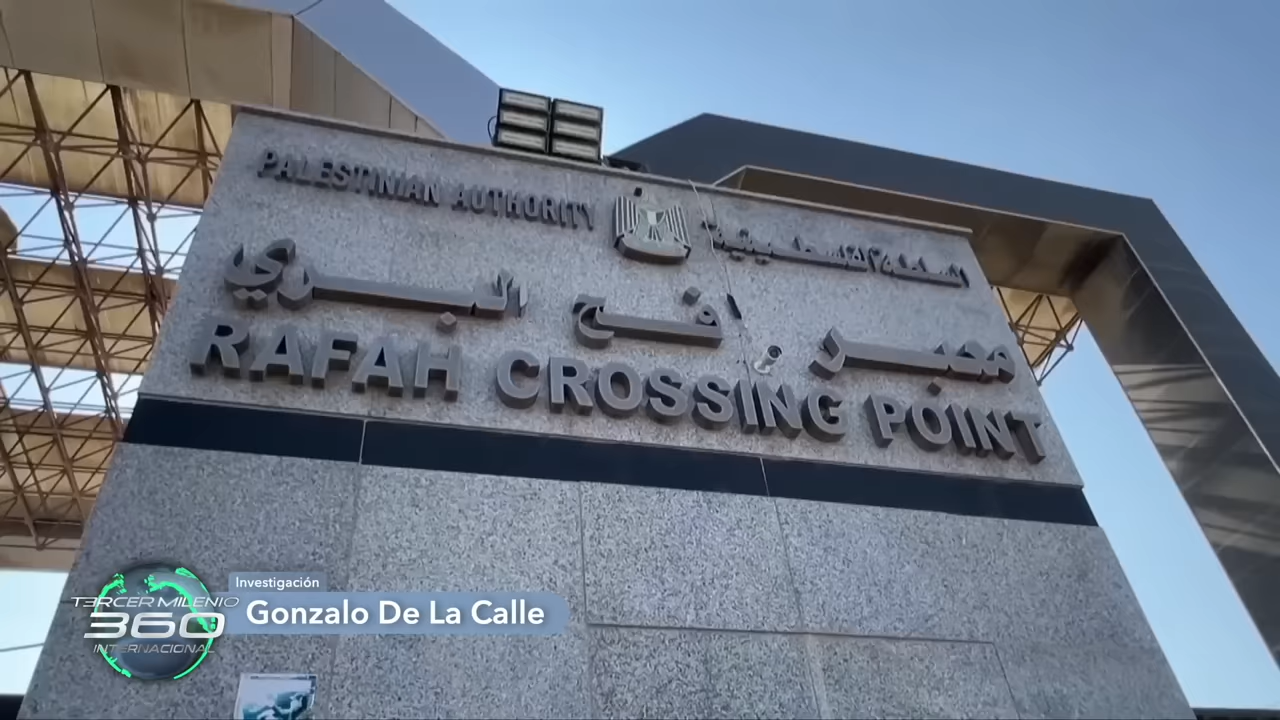 PALESTINIAN AUTHORITY
السلطة الفلسطينية
معبر رفح البري
RAFAH CROSSING POINT
Investigación
Gonzalo De La Calle
TERCER MILENIO
360
INTERNACIONAL